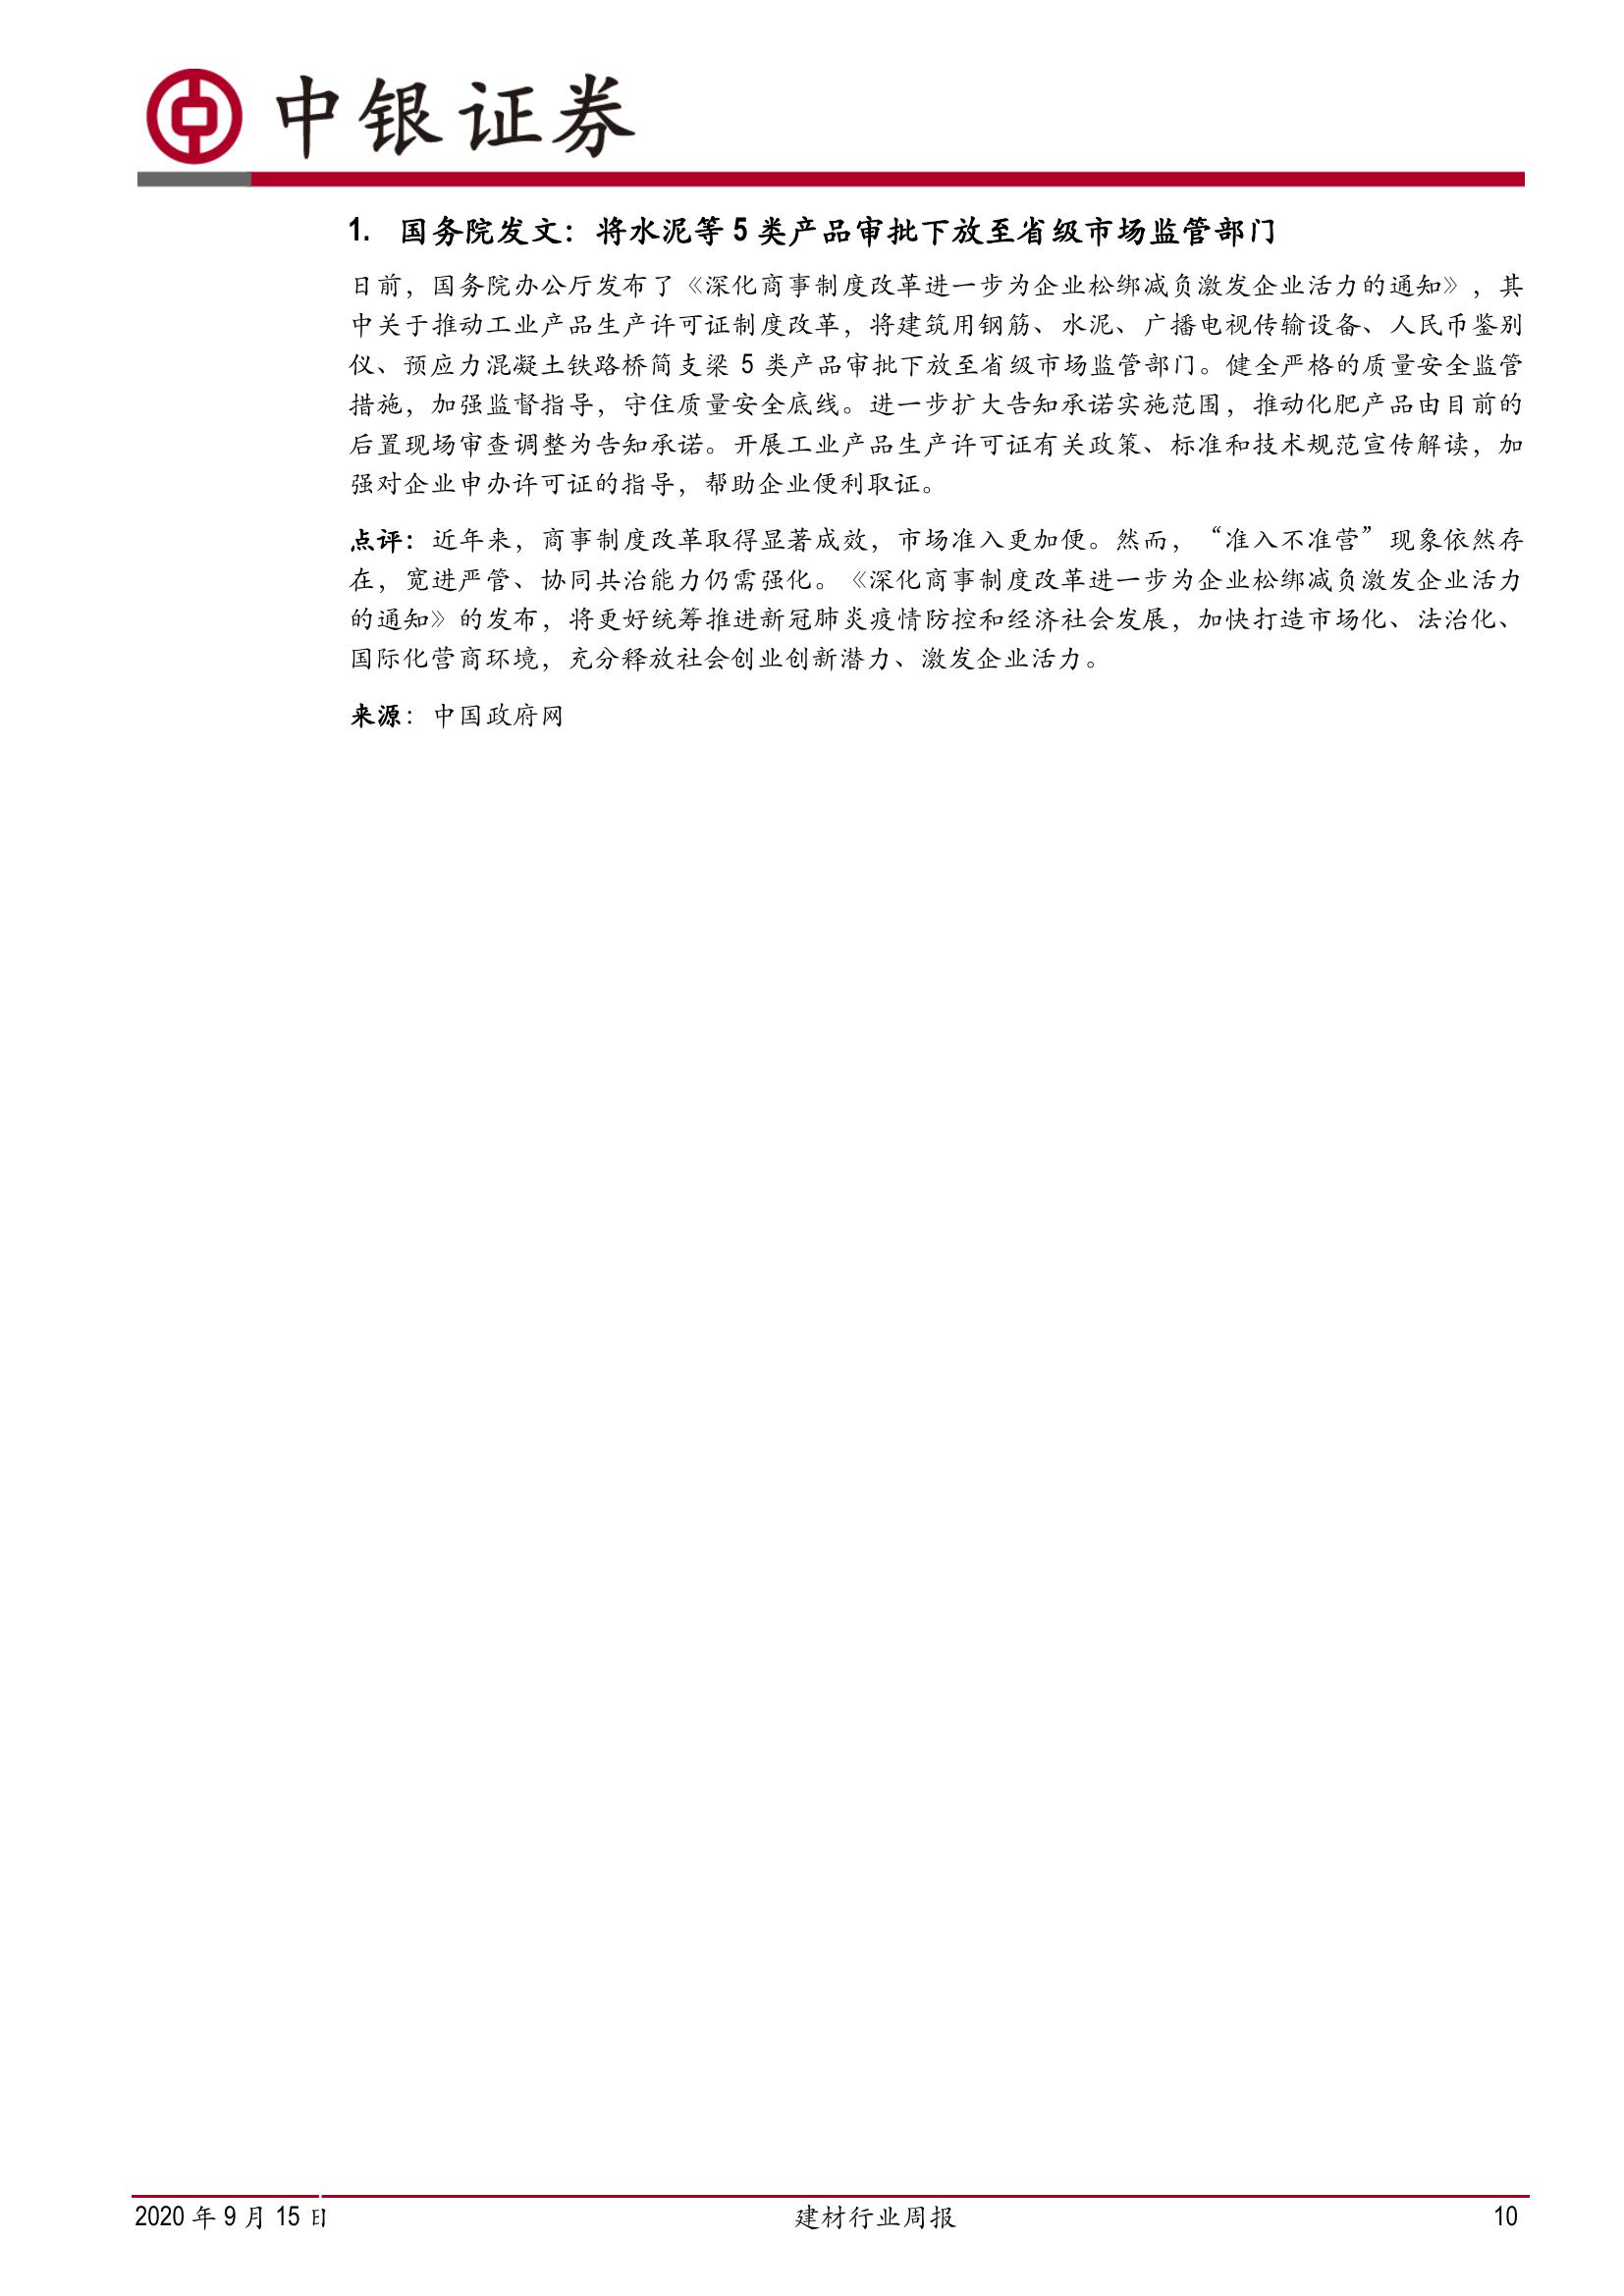 中银证券
1. 国务院发文：将水泥等 5 类产品审批下放至省级市场监管部门
日前，国务院办公厅发布了《深化商事制度改革进一步为企业松绑减负激发企业活力的通知》，其
中关于推动工业产品生产许可证制度改革，将建筑用钢筋、水泥、广播电视传输设备、人民币鉴别
仪、预应力混凝土铁路桥简支梁 5 类产品审批下放至省级市场监管部门。健全严格的质量安全监管
措施，加强监督指导，守住质量安全底线。进一步扩大告知承诺实施范围，推动化肥产品由目前的
后置现场审查调整为告知承诺。开展工业产品生产许可证有关政策、标准和技术规范宣传解读，加
强对企业申办许可证的指导，帮助企业便利取证。
点评：近年来，商事制度改革取得显著成效，市场准入更加便。然而，“准入不准营”现象依然存
在，宽进严管、协同共治能力仍需强化。《深化商事制度改革进一步为企业松绑减负激发企业活力
的通知》的发布，将更好统筹推进新冠肺炎疫情防控和经济社会发展，加快打造市场化、法治化、
国际化营商环境，充分释放社会创业创新潜力、激发企业活力。
来源：中国政府网
2020 年 9 月 15 日
建材行业周报
10